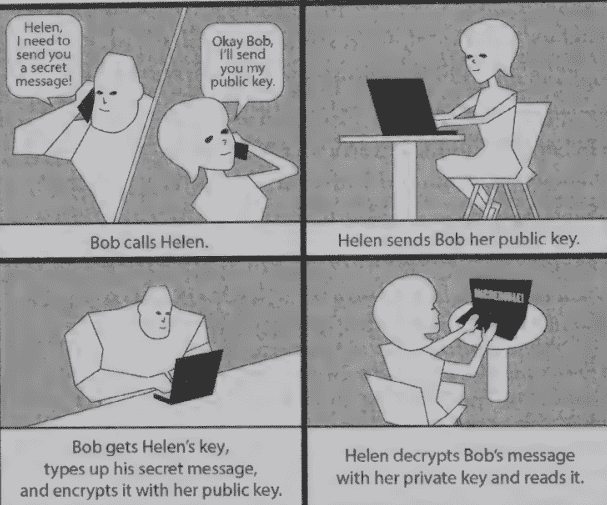 Helen,
I need to
send you
a secret
message!
Okay Bob,
I'll send
you my
public key.
Bob calls Helen.
Helen sends Bob her public key.
Bob gets Helen's key,
types up his secret message,
and encrypts it with her public key.
Helen decrypts Bob's message
with her private key and reads it.